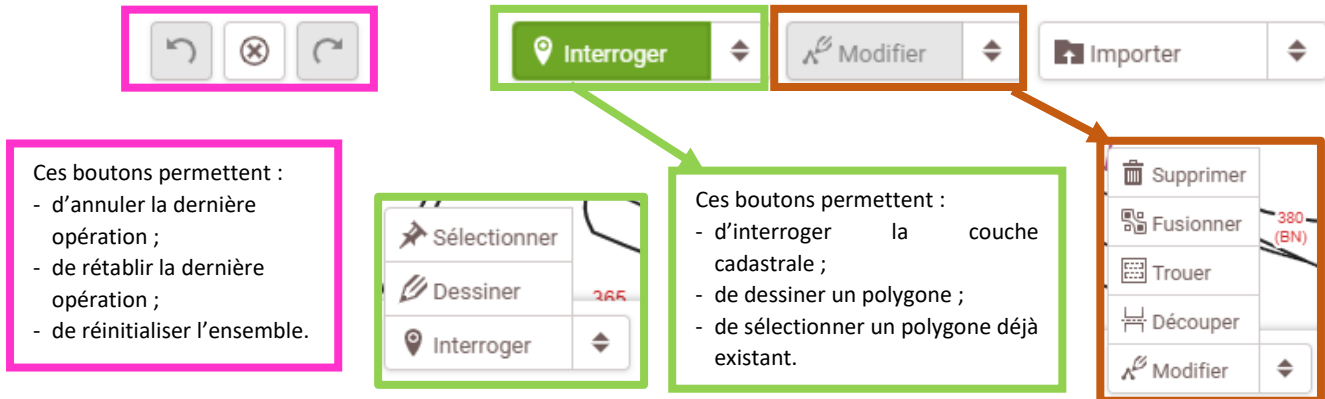 Interroger
Modifier
Importer
Ces boutons permettent :
- d’annuler la dernière
opération ;
- de rétablir la dernière
opération ;
- de réinitialiser l’ensemble.
Sélectionner
Dessiner
365
Interroger
Ces boutons permettent :
- d’interroger la couche
cadastrale ;
- de dessiner un polygone ;
- de sélectionner un polygone déjà
existant.
Supprimer
Fusionner
380
(BN)
Trouer
Découper
Modifier